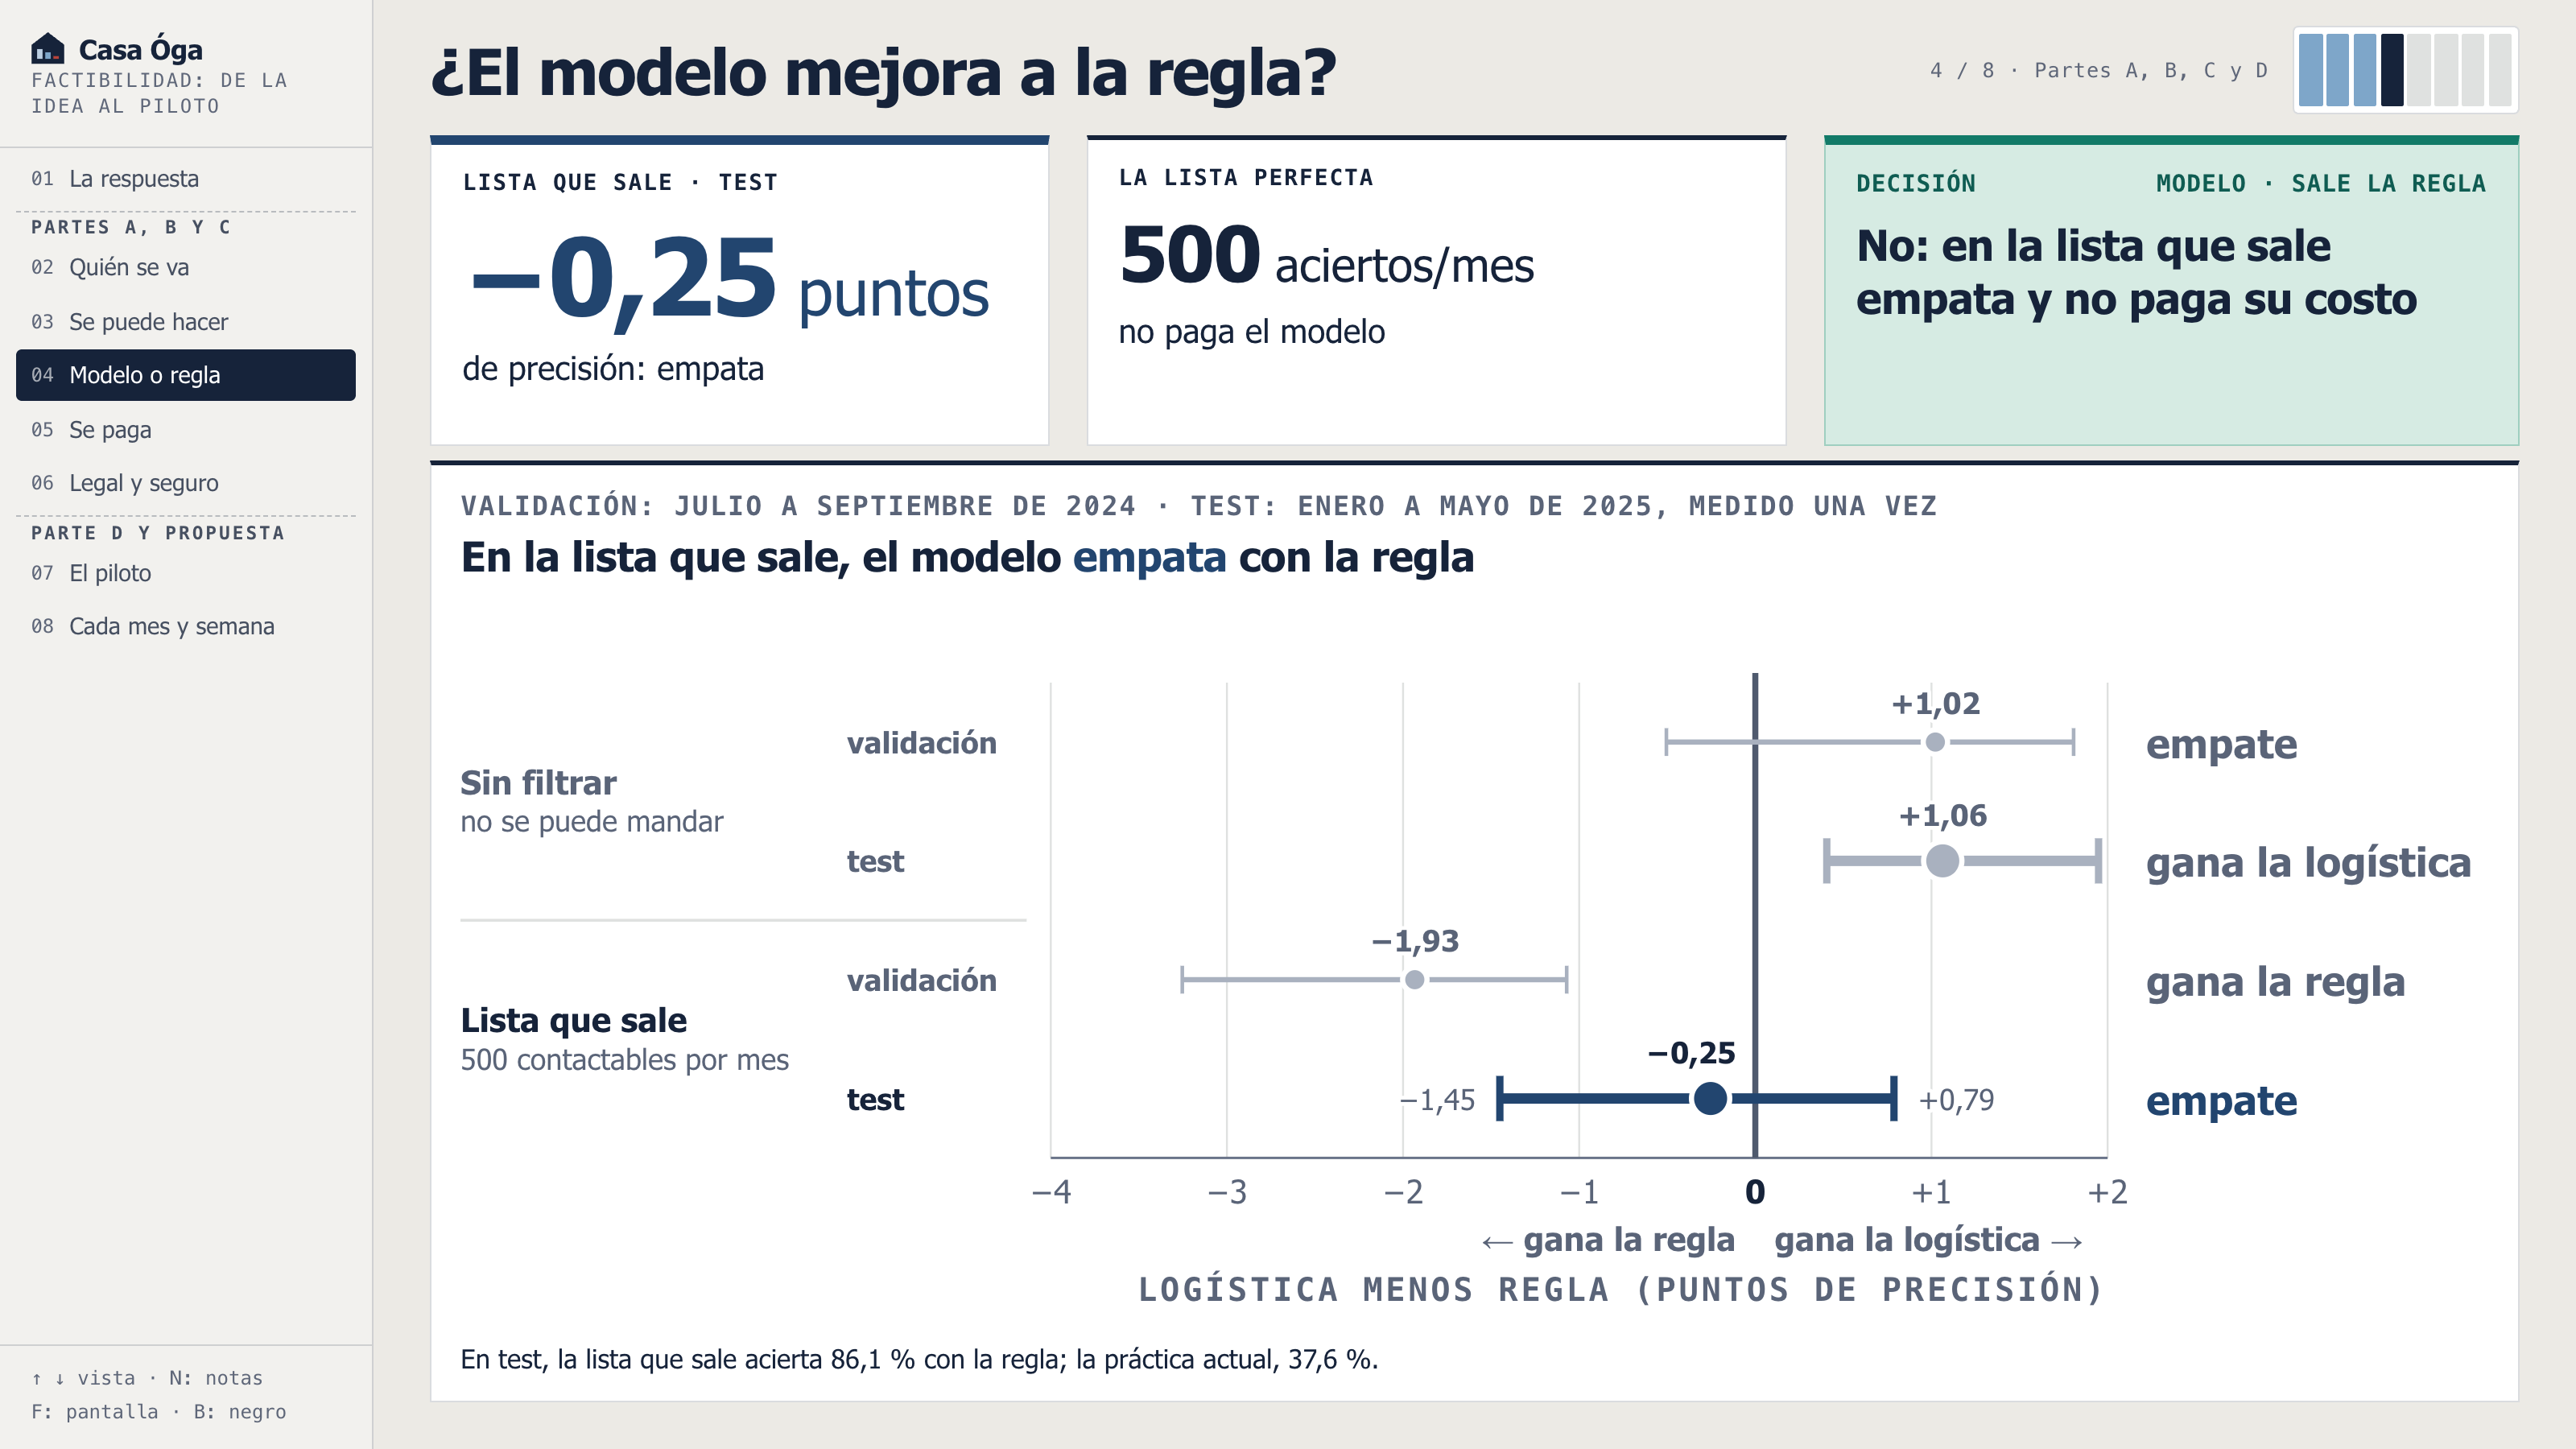 Casa Óga
FACTIBILIDAD: DE LA
IDEA AL PILOTO
01 La respuesta
PARTES A, B Y C
02 Quién se va
03 Se puede hacer
04 Modelo o regla
05 Se paga
06 Legal y seguro
PARTE D Y PROPUESTA
07 El piloto
08 Cada mes y semana
↑ ↓ vista · N: notas
F: pantalla · B: negro
¿El modelo mejora a la regla?
4 / 8 · Partes A, B, C y D
LISTA QUE SALE · TEST
−0,25 puntos
de precisión: empata
LA LISTA PERFECTA
500 aciertos/mes
no paga el modelo
DECISIÓN MODELO · SALE LA REGLA
No: en la lista que sale
empata y no paga su costo
VALIDACIÓN: JULIO A SEPTIEMBRE DE 2024 · TEST: ENERO A MAYO DE 2025, MEDIDO UNA VEZ
En la lista que sale, el modelo empata con la regla
Sin filtrar
no se puede mandar
validación
+1,02
empate
test
+1,06
gana la logística
Lista que sale
500 contactables por mes
validación
−1,93
gana la regla
test
−0,25
−1,45
+0,79
empate
−4 −3 −2 −1 0 +1 +2
← gana la regla gana la logística →
LOGÍSTICA MENOS REGLA (PUNTOS DE PRECISIÓN)
En test, la lista que sale acierta 86,1 % con la regla; la práctica actual, 37,6 %.